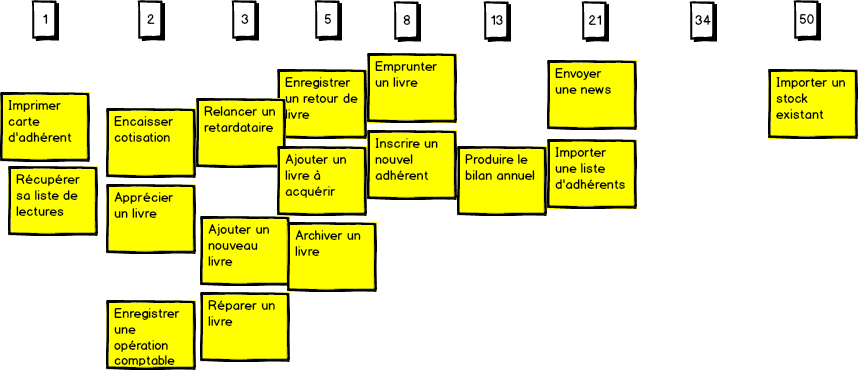 1
2
3
5
8
13
21
34
50
Imprimer
carte
d'adhérent
Récupérer
sa liste de
lectures
Encaisser
cotisation
Apprécier
un livre
Enregistrer
une
opération
comptable
Relancer un
retardataire
Ajouter un
nouveau
livre
Réparer un
livre
Enregistrer
un retour de
livre
Ajouter un
livre à
acquérir
Archiver un
livre
Emprunter
un livre
Inscrire un
nouvel
adhérent
Produire le
bilan annuel
Envoyer
une news
Importer
une liste
d'adhérents
Importer un
stock
existant